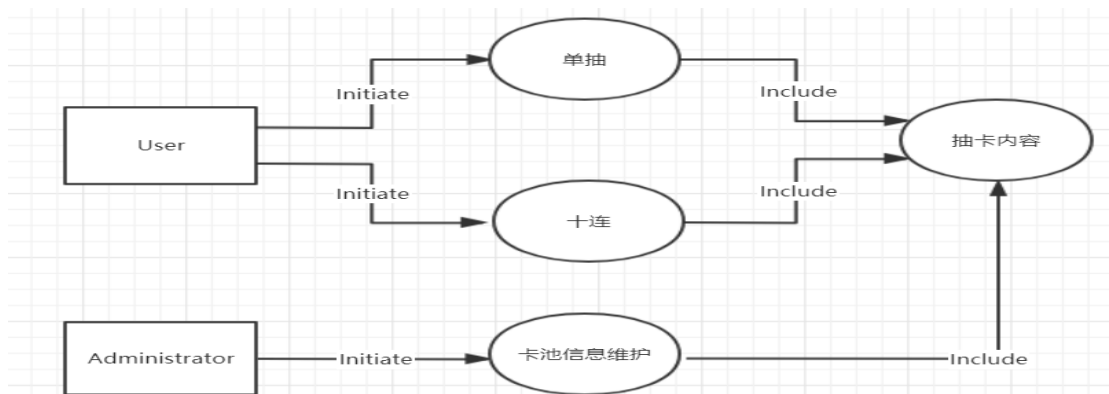 单抽
Initiate
Include
User
抽卡内容
Initiate
Include
十连
Administrator
Initiate
卡池信息维护
Include